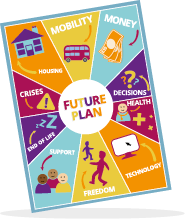 MOBILITY
MONEY
HOUSING
DECISIONS
CRISES
HEALTH
FUTURE
PLAN
END OF LIFE
SUPPORT
TECHNOLOGY
FREEDOM